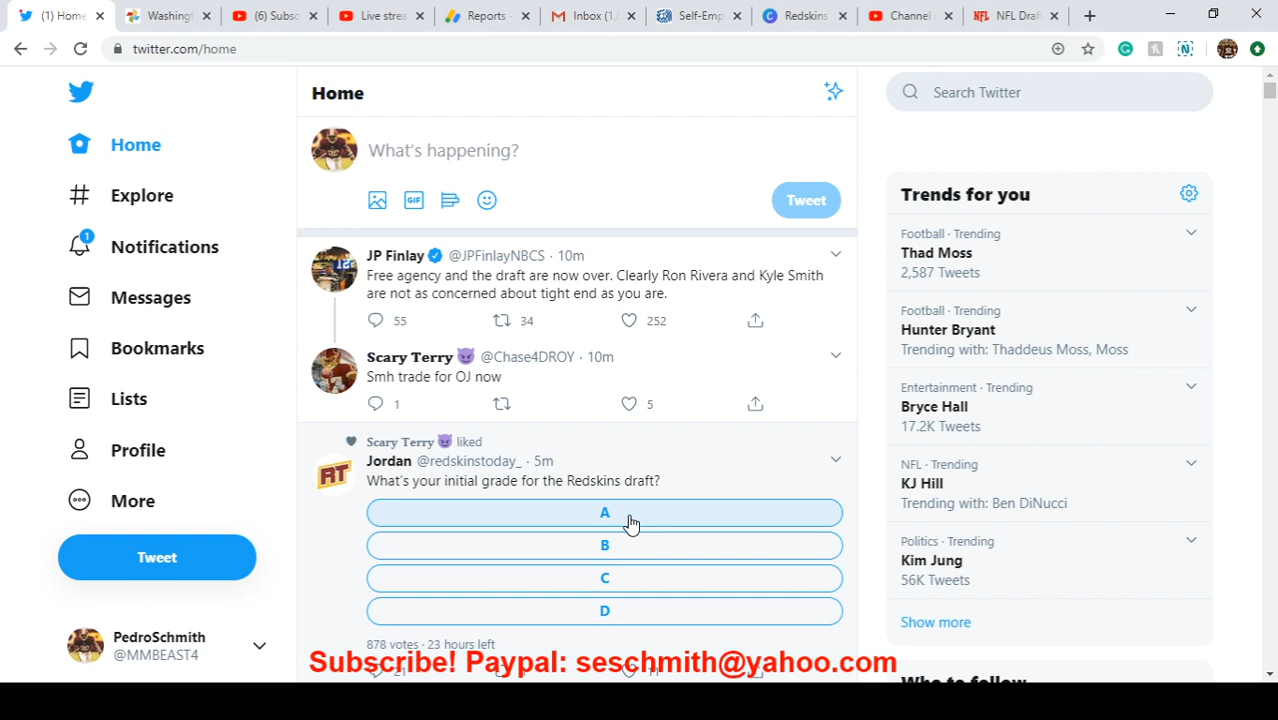 (1) Home
Washingt
(6) Subsc
Live strea
Reports -
Inbox (1,
Self-Emp
Redskins
Channel
NFL Draf
twitter.com/home
Home
Explore
1
Notifications
Messages
Bookmarks
Lists
Profile
More
Tweet
PedroSchmith
@MMBEAST4
Home
What's happening?
GIF
Tweet
JP Finlay @JPFinlayNBCS · 10m
Free agency and the draft are now over. Clearly Ron Rivera and Kyle Smith
are not as concerned about tight end as you are.
55 34 252
Scary Terry 😈 @Chase4DROY · 10m
Smh trade for OJ now
1 5
Scary Terry 😈 liked
RT
Jordan @redskinstoday_ · 5m
What's your initial grade for the Redskins draft?
A
B
C
D
878 votes · 23 hours left
Subscribe! Paypal: seschmith@yahoo.com
Search Twitter
Trends for you
Football · Trending
Thad Moss
2,587 Tweets
Football · Trending
Hunter Bryant
Trending with: Thaddeus Moss, Moss
Entertainment · Trending
Bryce Hall
17.2K Tweets
NFL · Trending
KJ Hill
Trending with: Ben DiNucci
Politics · Trending
Kim Jung
56K Tweets
Show more
Who to follow